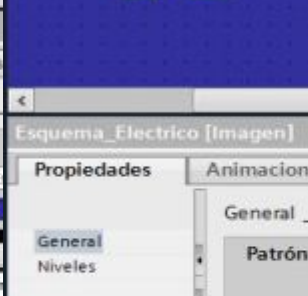 Esquema_Electrico [Imagen]
Propiedades
Animacion
General _
General
Niveles
Patrón